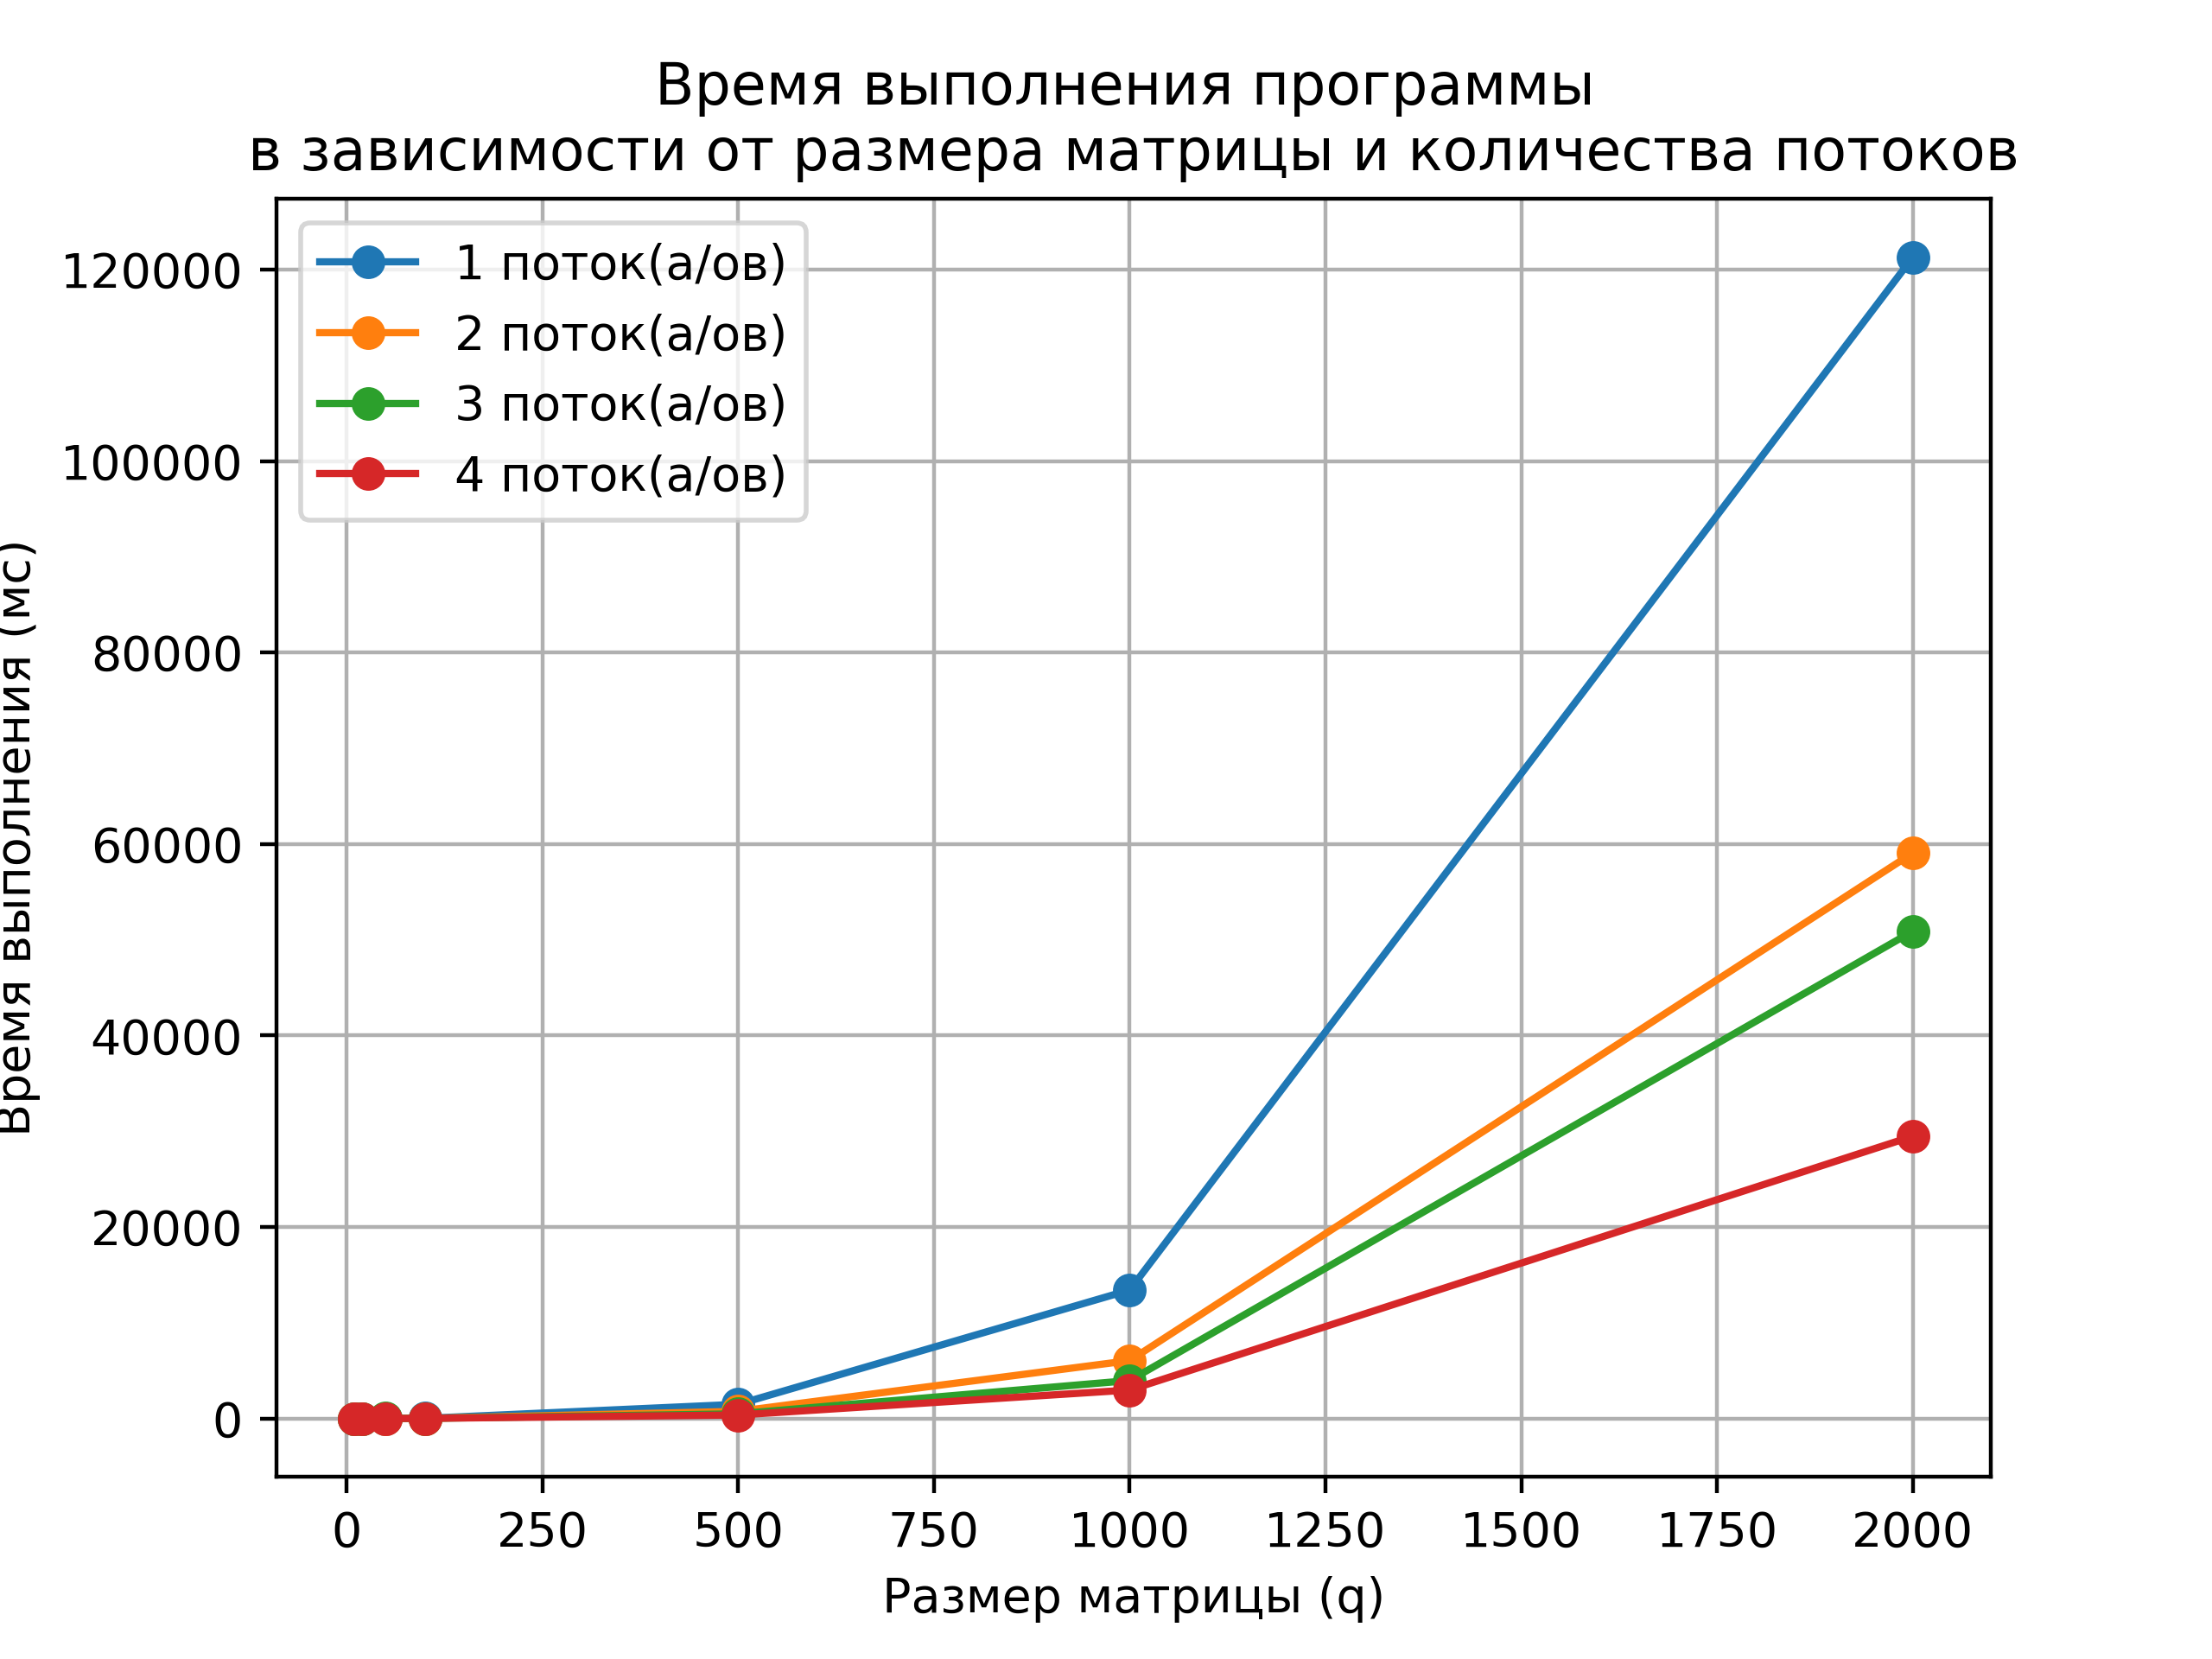 Время выполнения программы
в зависимости от размера матрицы и количества потоков
1 поток(а/ов)
2 поток(а/ов)
3 поток(а/ов)
4 поток(а/ов)
120000
100000
80000
60000
40000
20000
0
Время выполнения (мс)
0 250 500 750 1000 1250 1500 1750 2000
Размер матрицы (q)